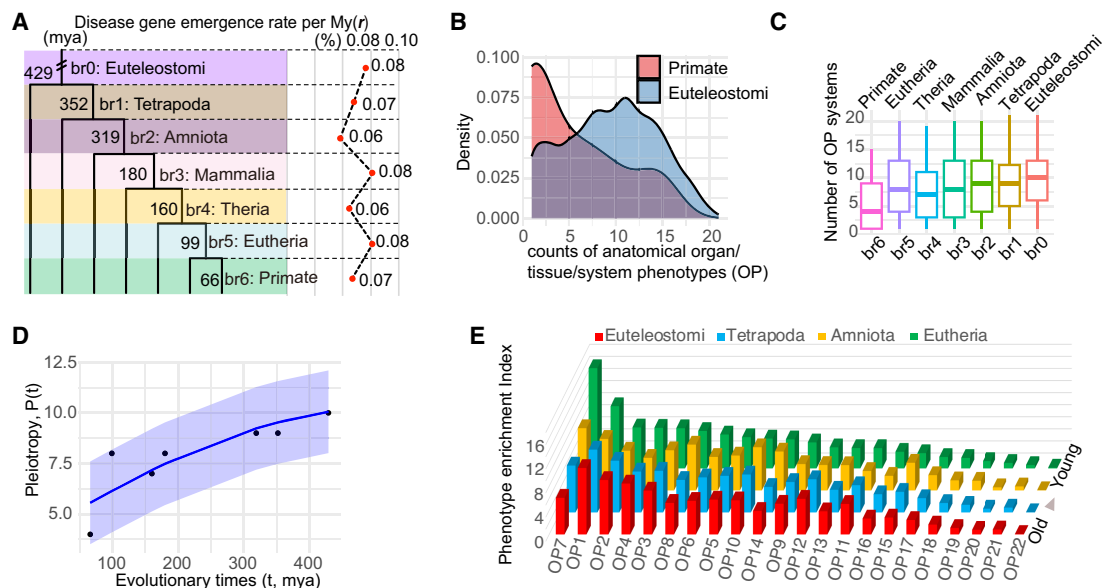 A
Disease gene emergence rate per My(r)
(mya)
(%) 0.08 0.10
429 br0: Euteleostomi 0.08
352 br1: Tetrapoda 0.07
319 br2: Amniota 0.06
180 br3: Mammalia 0.08
160 br4: Theria 0.06
99 br5: Eutheria 0.08
66 br6: Primate 0.07
B
Density
0.100
0.075
0.050
0.025
0.000
Primate
Euteleostomi
0 5 10 15 20
counts of anatomical organ/
tissue/system phenotypes (OP)
C
Number of OP systems
Primate
Eutheria
Theria
Mammalia
Amniota
Tetrapoda
Euteleostomi
20
15
10
5
0
br6 br5 br4 br3 br2 br1 br0
D
Pleiotropy, P(t)
12.5
10.0
7.5
5.0
100 200 300 400
Evolutionary times (t, mya)
E
Euteleostomi Tetrapoda Amniota Eutheria
Phenotype enrichment Index
16
12
8
4
0
OP7 OP1 OP2 OP4 OP3 OP8 OP6 OP5 OP10 OP14 OP9 OP12 OP13 OP11 OP16 OP15 OP17 OP18 OP19 OP20 OP21 OP22
Old
Young